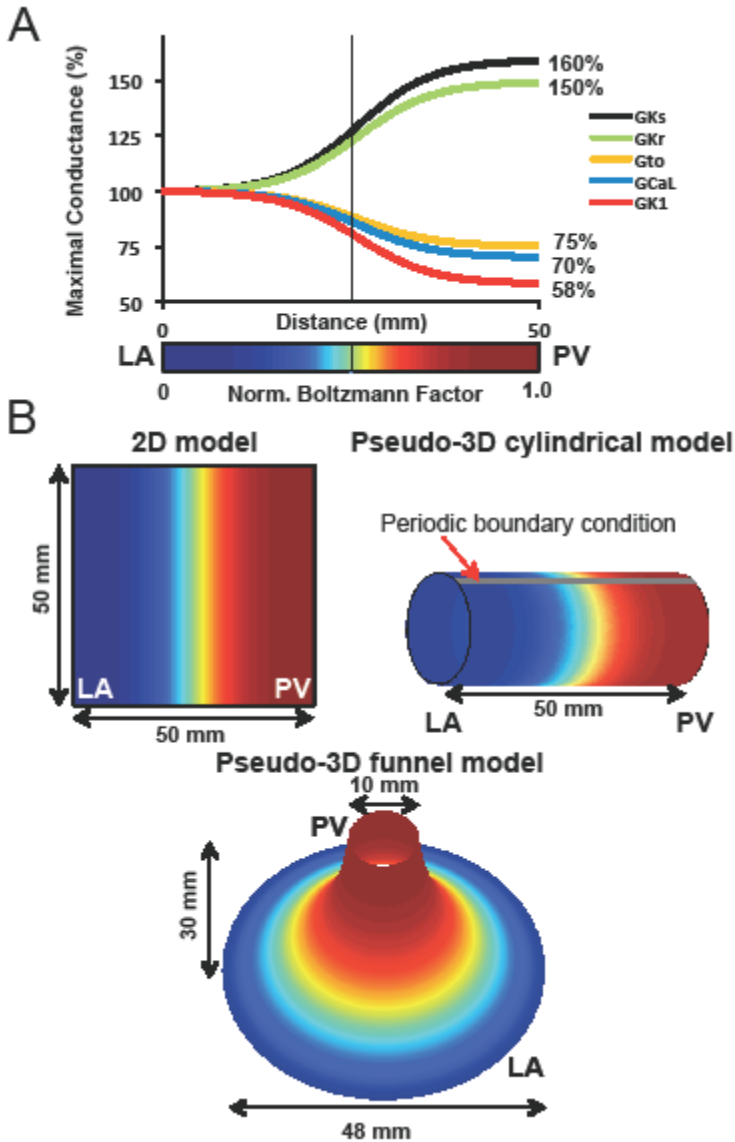 A
Maximal Conductance (%)
150
125
100
75
50
160%
150%
75%
70%
58%
GKs
GKr
Gto
GCaL
GK1
0
Distance (mm)
50
LA
PV
0
Norm. Boltzmann Factor
1.0
B
2D model
50 mm
LA
PV
50 mm
Pseudo-3D cylindrical model
Periodic boundary condition
50 mm
LA
PV
Pseudo-3D funnel model
10 mm
PV
30 mm
LA
48 mm